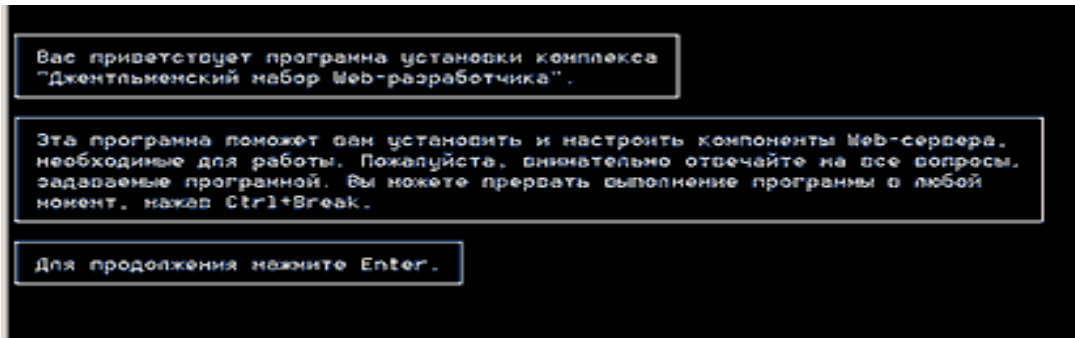 Вас приветствует программа установки комплекса
"Джентльменский набор Web-разработчика".
Эта программа поможет вам установить и настроить компоненты Web-сервера,
необходимые для работы. Пожалуйста, внимательно отвечайте на все вопросы,
задаваемые программой. Вы можете прервать выполнение программы в любой
момент, нажав Ctrl+Break.
Для продолжения нажмите Enter.